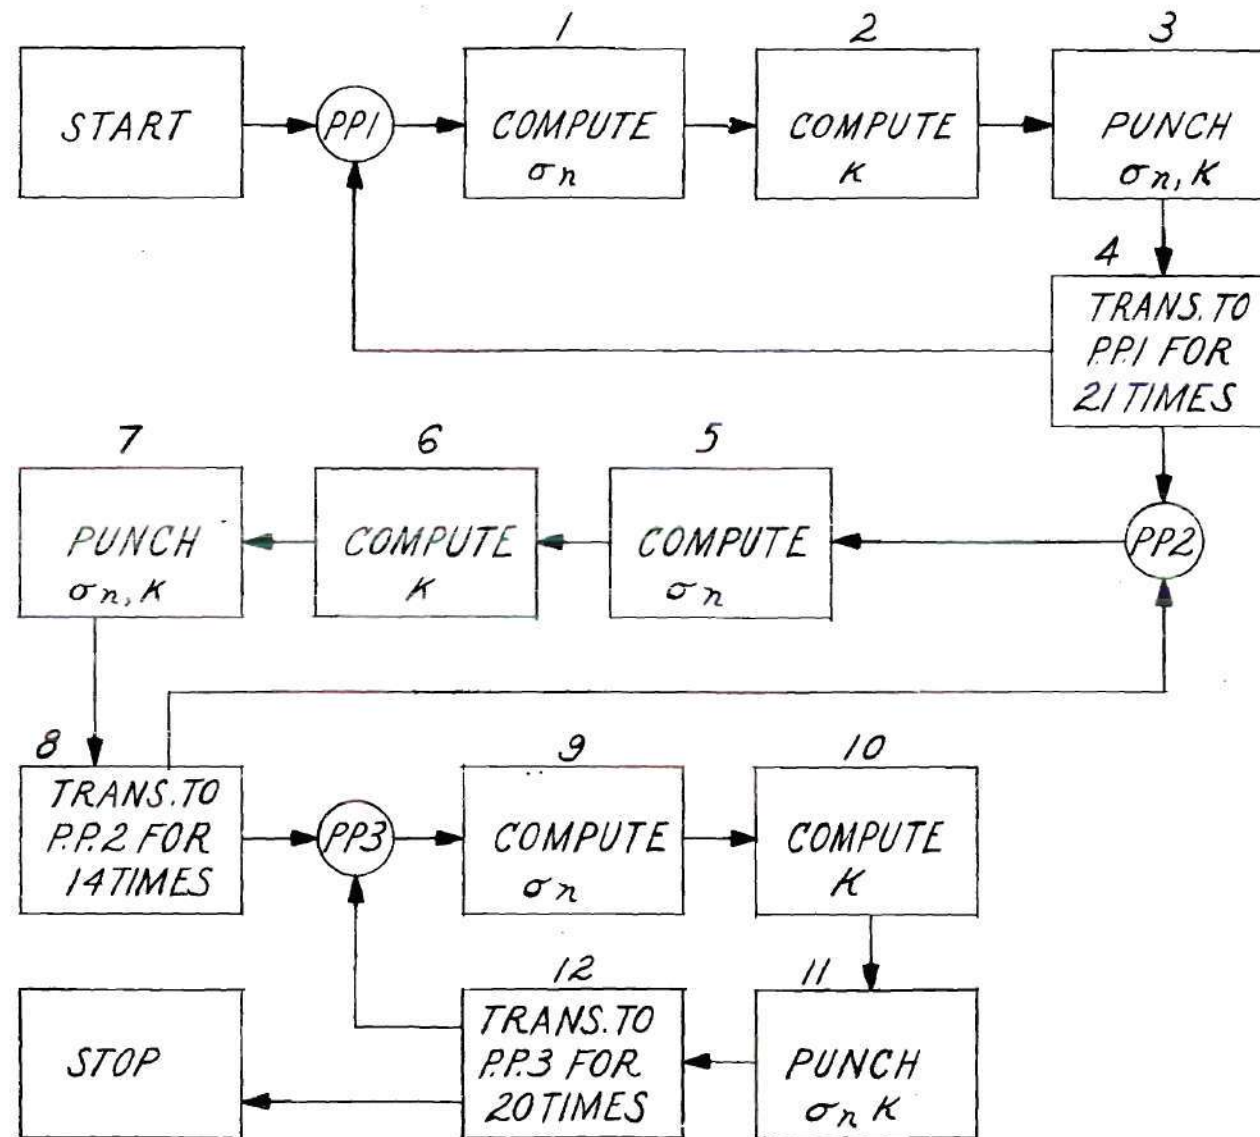 START
PP1
1
COMPUTE
σn
2
COMPUTE
K
3
PUNCH
σn, K
4
TRANS. TO
P.P.1 FOR
21 TIMES
PP2
5
COMPUTE
σn
6
COMPUTE
K
7
PUNCH
σn, K
8
TRANS. TO
P.P.2 FOR
14 TIMES
PP3
9
COMPUTE
σn
10
COMPUTE
K
11
PUNCH
σn K
12
TRANS. TO
P.P.3 FOR
20 TIMES
STOP